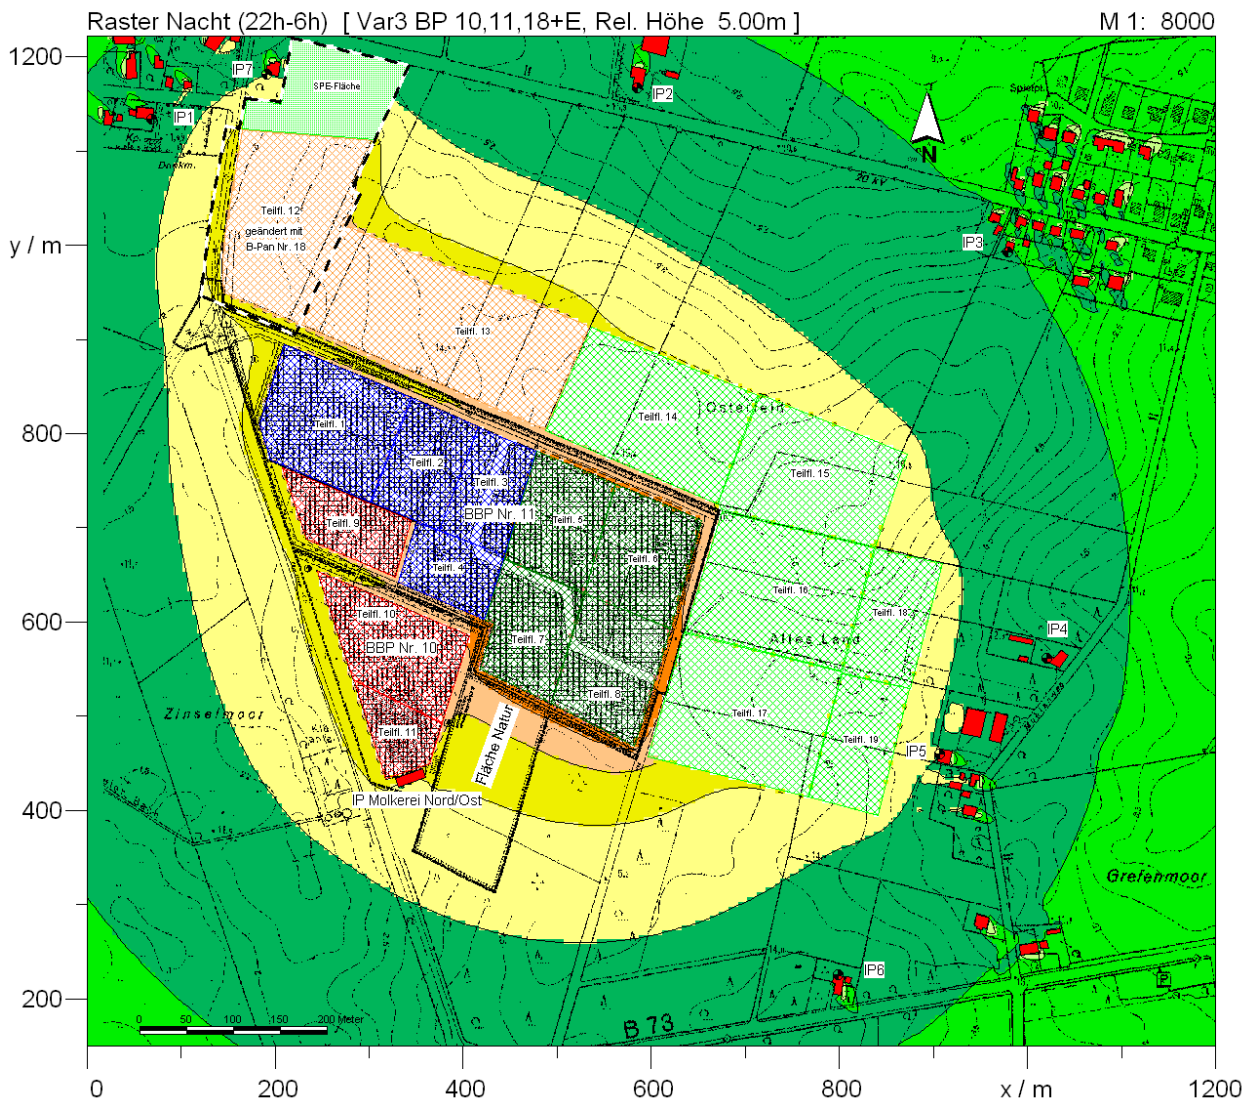 Raster Nacht (22h-6h) [ Var3 BP 10,11,18+E, Rel. Höhe 5.00m ]
M 1: 8000
1200
IP7
SPE-Fläche
IP2
IP1
Spielpl.
N
Denkm.
20 KV
Teilfl. 12
geändert mit
B-Pan Nr. 18
IP3
y / m
Teilfl. 13
Teilfl. 14
Osterfeln
800
Teilfl. 1
Teilfl. 2
Teilfl. 3
Teilfl. 15
BBP Nr. 11
Teilfl. 9
Teilfl. 5
Teilfl. 6
Teilfl. 4
Teilfl. 16
Teilfl. 10
Teilfl. 18
600
Teilfl. 7
Altes Land
IP4
BBP Nr. 10
Teilfl. 8
Zinselmoor
Teilfl. 17
Teilfl. 11
Teilfl. 19
Fläche Natur
IP5
IP Molkerei Nord/Ost
400
Grefenmoor
IP6
P
200
0 50 100 150 200 Meter
B 73
0 200 400 600 800 x / m 1200